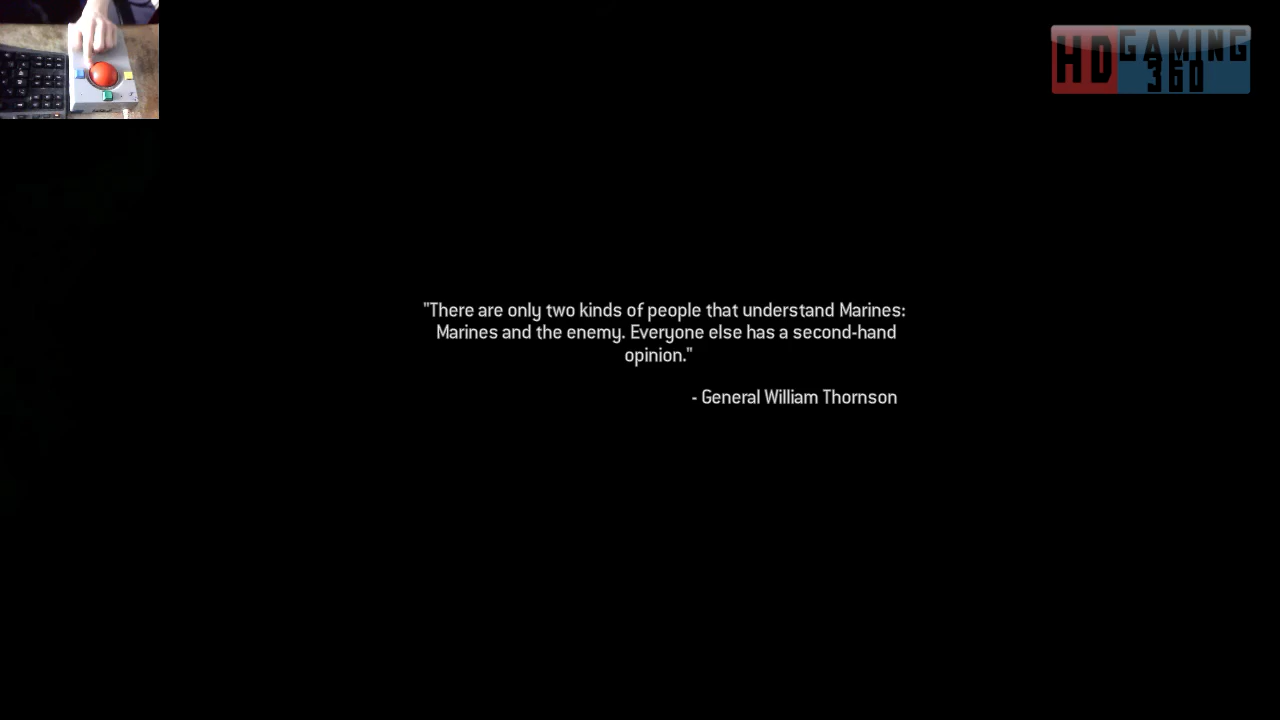 HD GAMING
360
"There are only two kinds of people that understand Marines:
Marines and the enemy. Everyone else has a second-hand
opinion."
- General William Thornson